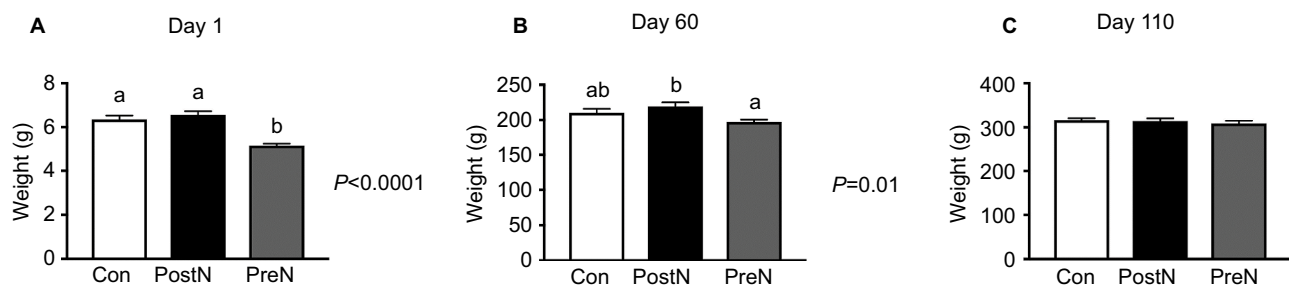 A
Day 1
Weight (g)
8
6
4
2
0
a
a
b
Con
PostN
PreN
P<0.0001
B
Day 60
Weight (g)
250
200
150
100
50
0
ab
b
a
Con
PostN
PreN
P=0.01
C
Day 110
Weight (g)
400
300
200
100
0
Con
PostN
PreN